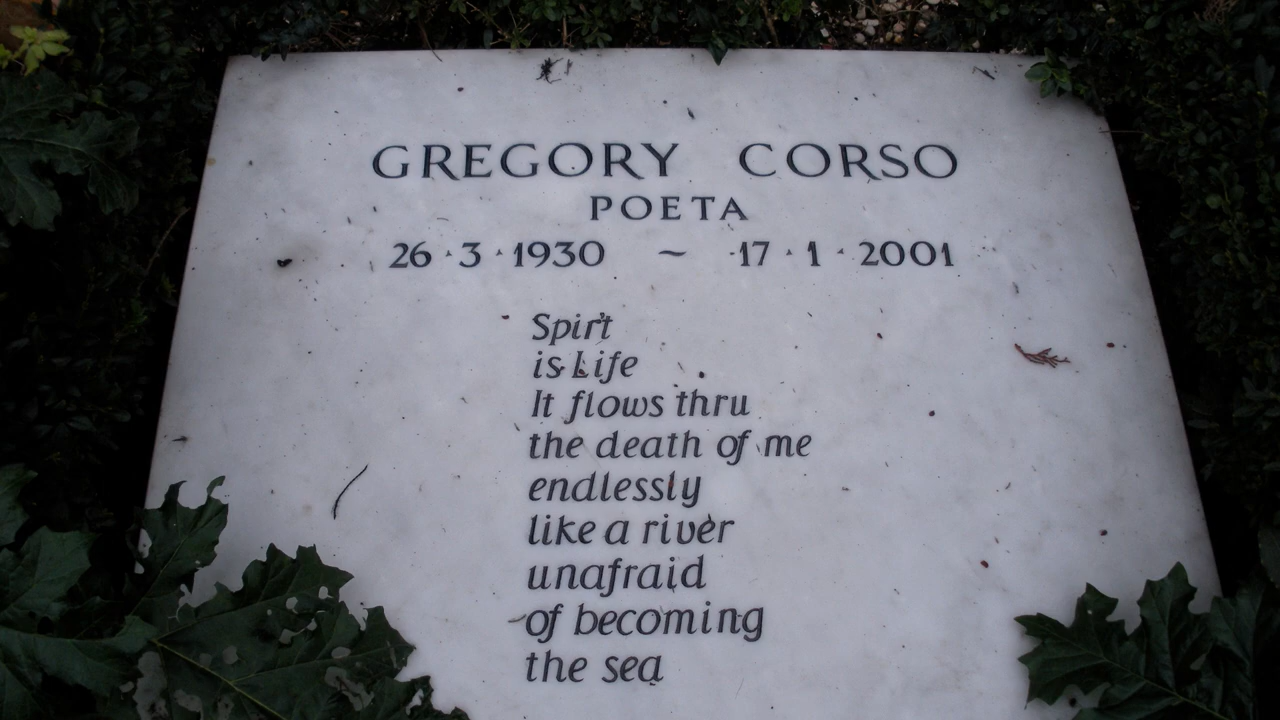 GREGORY CORSO
POETA
26·3·1930 ~ 17·1·2001
Spirt
is Life
It flows thru
the death of me
endlessly
like a river
unafraid
of becoming
the sea